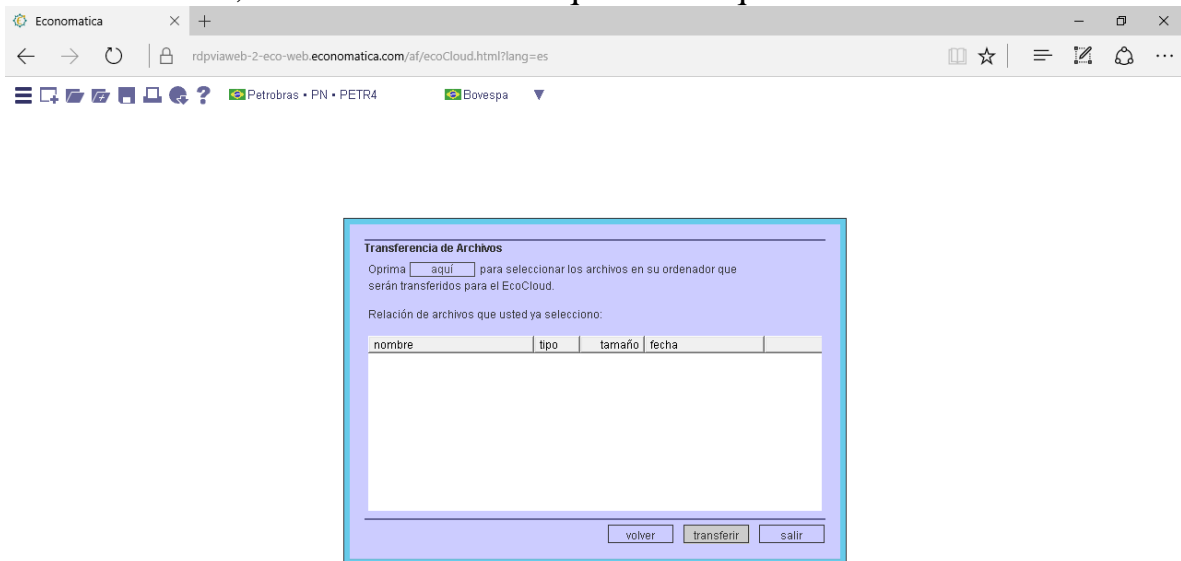 Economatica
rdpviaweb-2-eco-web.economatica.com/af/ecoCloud.html?lang=es
Petrobras • PN • PETR4 Bovespa
Transferencia de Archivos
Oprima aquí para seleccionar los archivos en su ordenador que
serán transferidos para el EcoCloud.
Relación de archivos que usted ya selecciono:
nombre tipo tamaño fecha
volver transferir salir